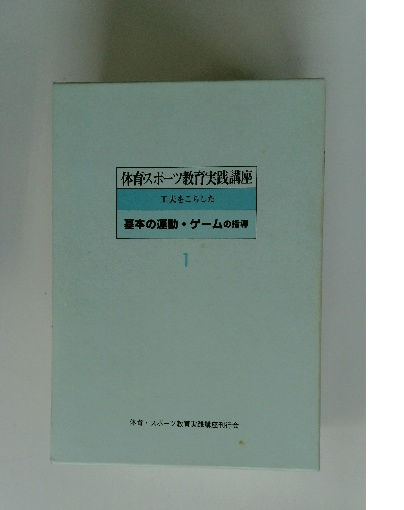 体育スポーツ教育実践講座
工夫をこらした
基本の運動・ゲームの指導
1
体育・スポーツ教育実践講座刊行会